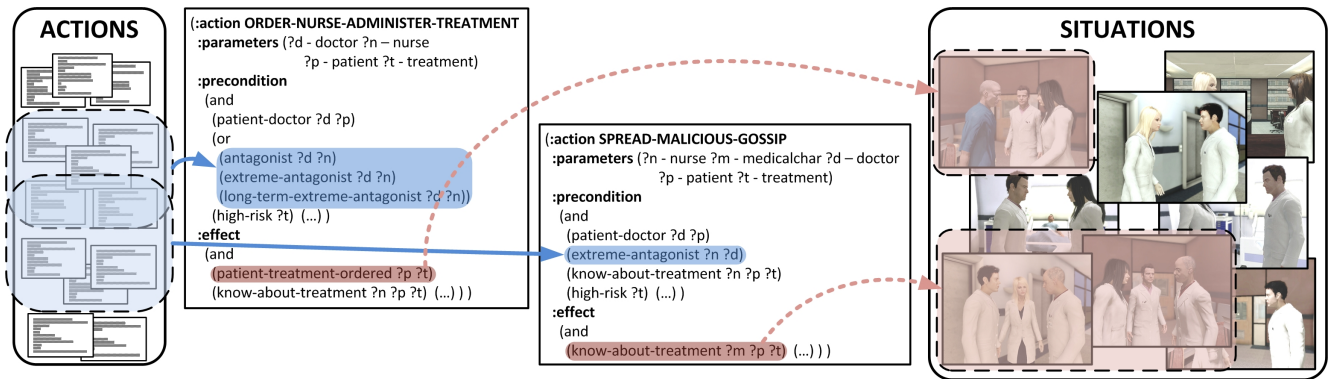 ACTIONS
(:action ORDER-NURSE-ADMINISTER-TREATMENT
:parameters (?d - doctor ?n – nurse
?p - patient ?t - treatment)
:precondition
(and
(patient-doctor ?d ?p)
(or
(antagonist ?d ?n)
(extreme-antagonist ?d ?n)
(long-term-extreme-antagonist ?d ?n))
(high-risk ?t) (...) )
:effect
(and
(patient-treatment-ordered ?p ?t)
(know-about-treatment ?n ?p ?t) (...) ) )
(:action SPREAD-MALICIOUS-GOSSIP
:parameters (?n - nurse ?m - medicalchar ?d – doctor
?p - patient ?t - treatment)
:precondition
(and
(patient-doctor ?d ?p)
(extreme-antagonist ?n ?d)
(know-about-treatment ?n ?p ?t)
(high-risk ?t) (...) )
:effect
(and
(know-about-treatment ?m ?p ?t) (...) ) )
SITUATIONS